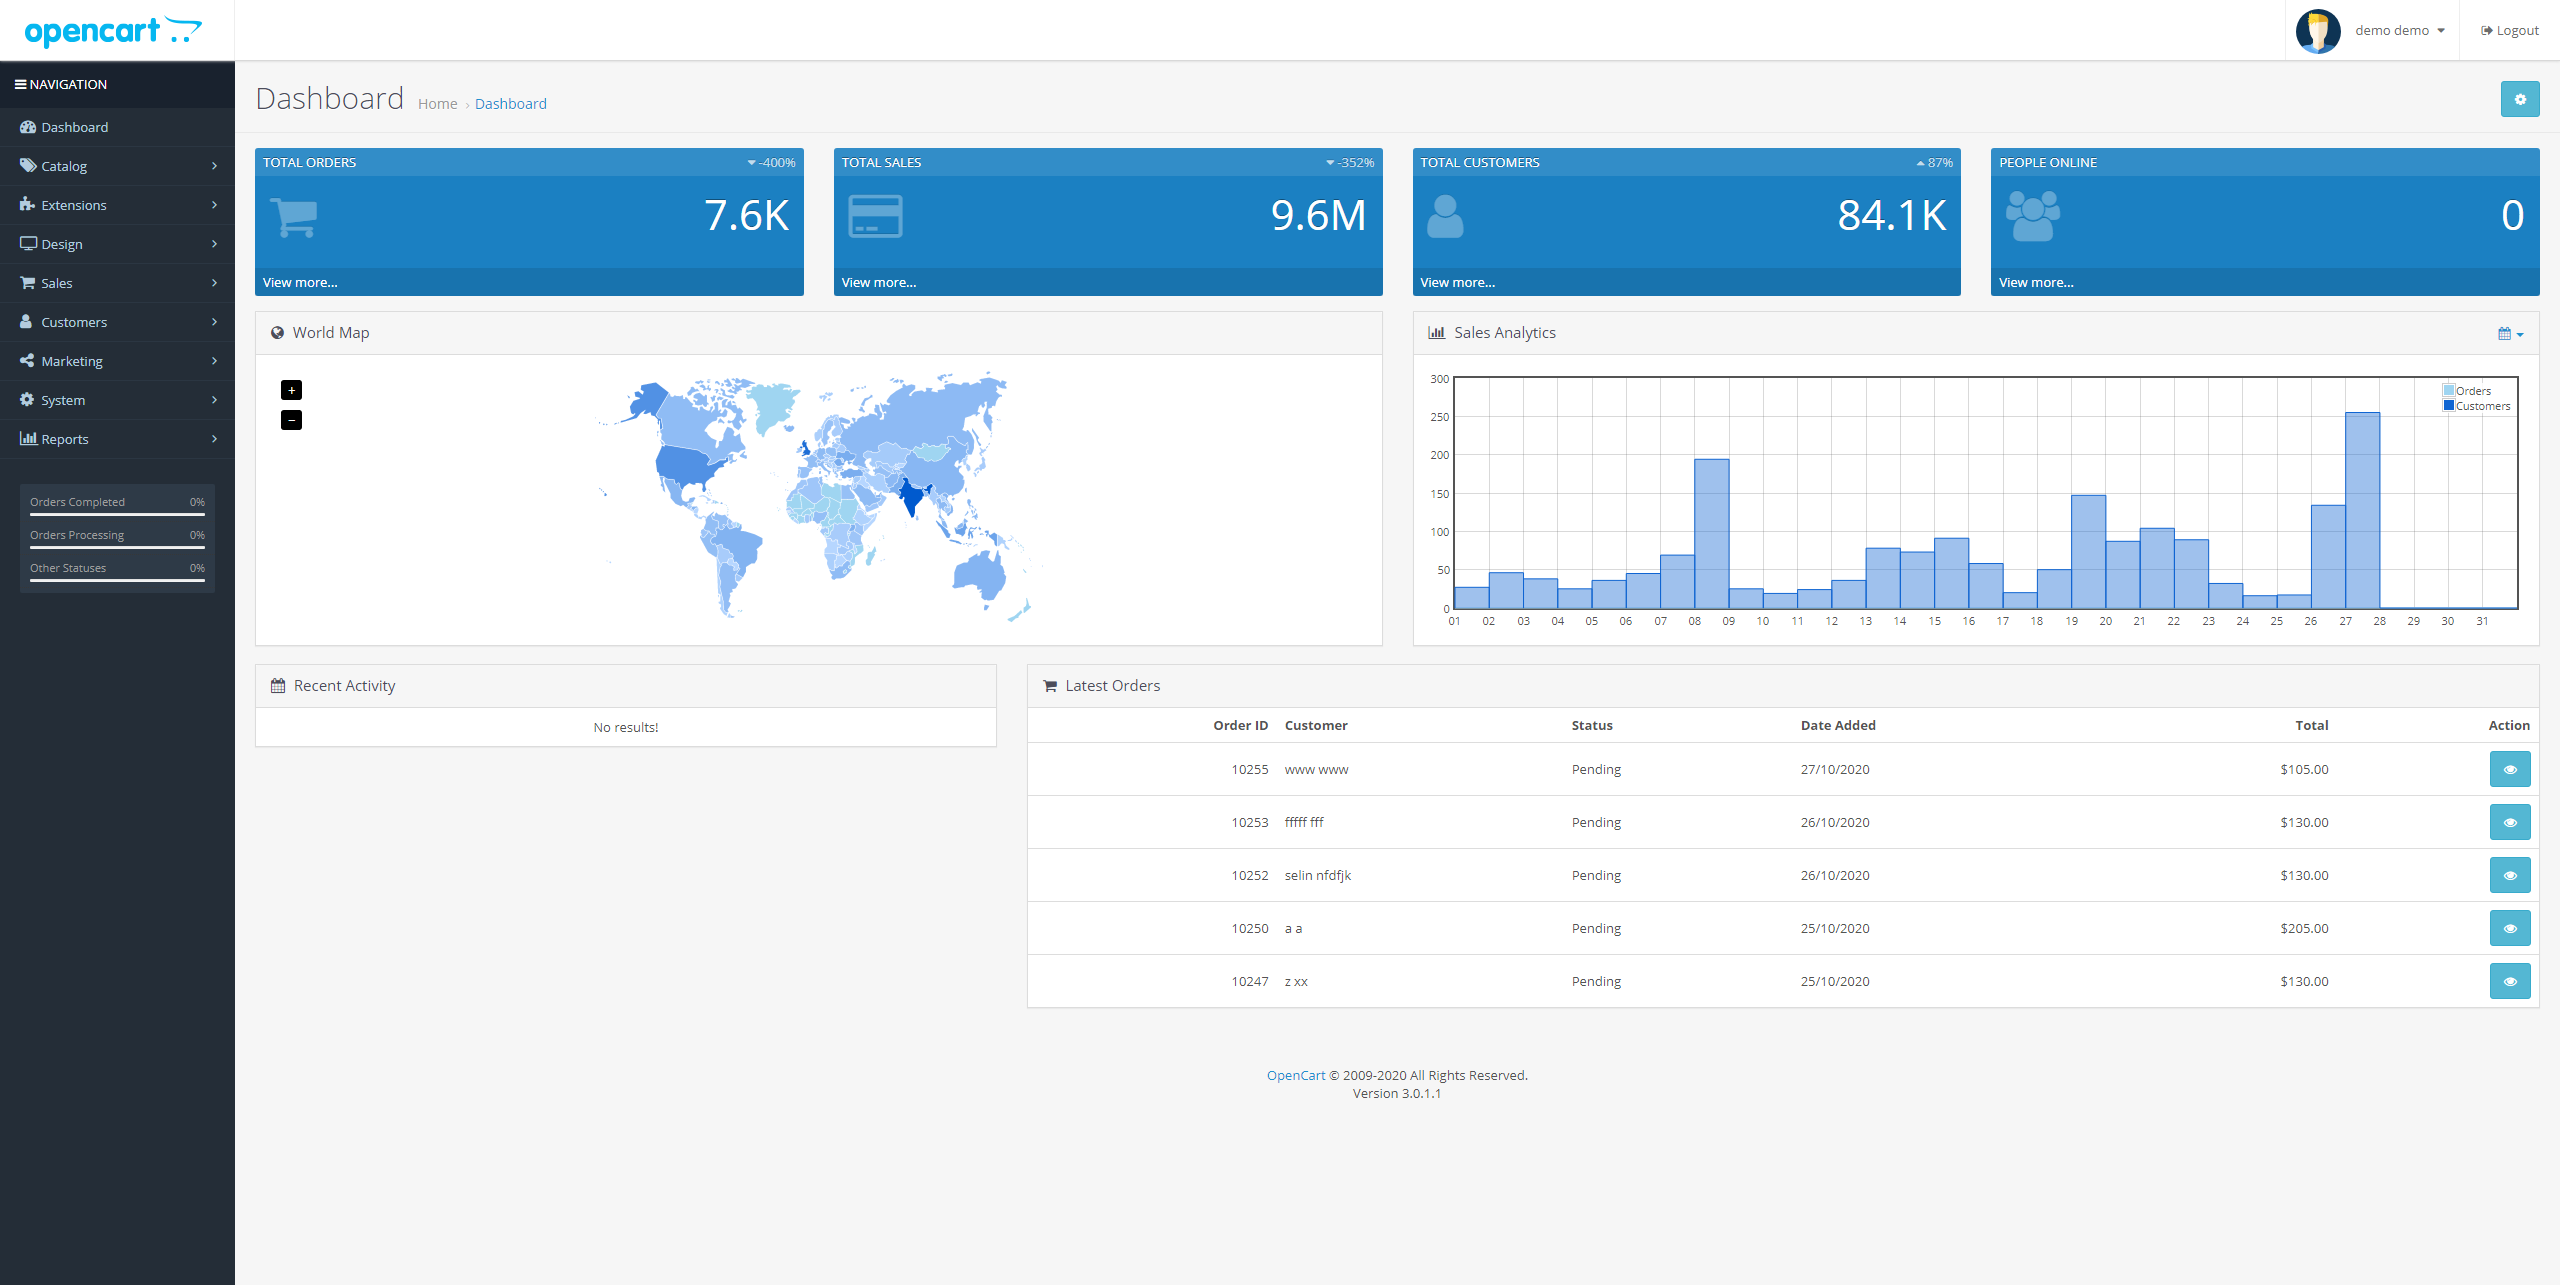 opencart
demo demo
Logout
NAVIGATION
Dashboard
Catalog
Extensions
Design
Sales
Customers
Marketing
System
Reports
Orders Completed 0%
Orders Processing 0%
Other Statuses 0%
Dashboard Home › Dashboard
TOTAL ORDERS -400%
7.6K
View more...
TOTAL SALES -352%
9.6M
View more...
TOTAL CUSTOMERS 87%
84.1K
View more...
PEOPLE ONLINE
0
View more...
World Map
+
−
Sales Analytics
300
250
200
150
100
50
0
Orders
Customers
01 02 03 04 05 06 07 08 09 10 11 12 13 14 15 16 17 18 19 20 21 22 23 24 25 26 27 28 29 30 31
Recent Activity
No results!
Latest Orders
Order ID Customer Status Date Added Total Action
10255 www www Pending 27/10/2020 $105.00
10253 fffff fff Pending 26/10/2020 $130.00
10252 selin nfdfjk Pending 26/10/2020 $130.00
10250 a a Pending 25/10/2020 $205.00
10247 z xx Pending 25/10/2020 $130.00
OpenCart © 2009-2020 All Rights Reserved.
Version 3.0.1.1